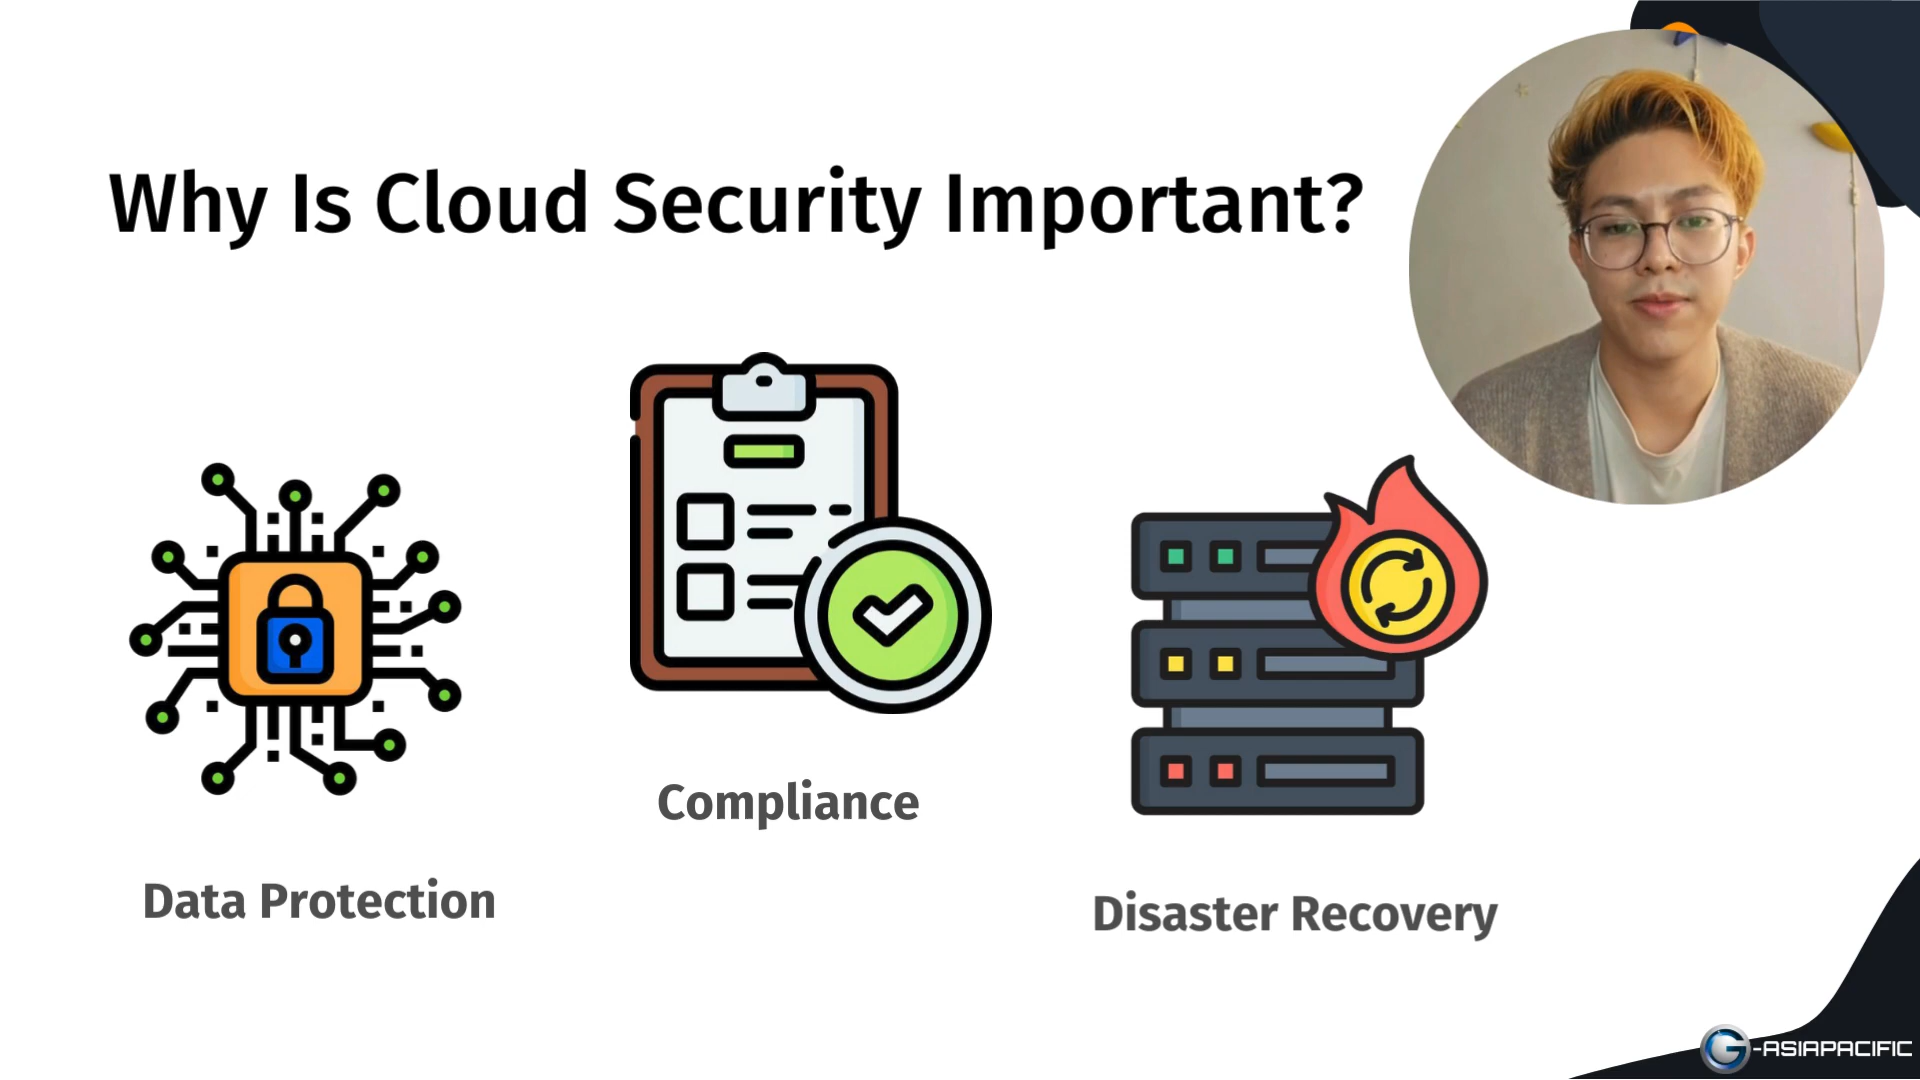 Why Is Cloud Security Important?
Compliance
Data Protection
Disaster Recovery
G-ASIAPACIFIC